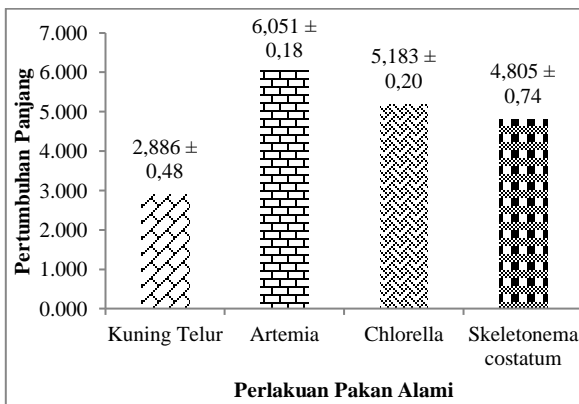 Pertumbuhan Panjang
7.000
6.000
5.000
4.000
3.000
2.000
1.000
0.000
2,886 ±
0,48
6,051 ±
0,18
5,183 ±
0,20
4,805 ±
0,74
Kuning Telur
Artemia
Chlorella
Skeletonema
costatum
Perlakuan Pakan Alami